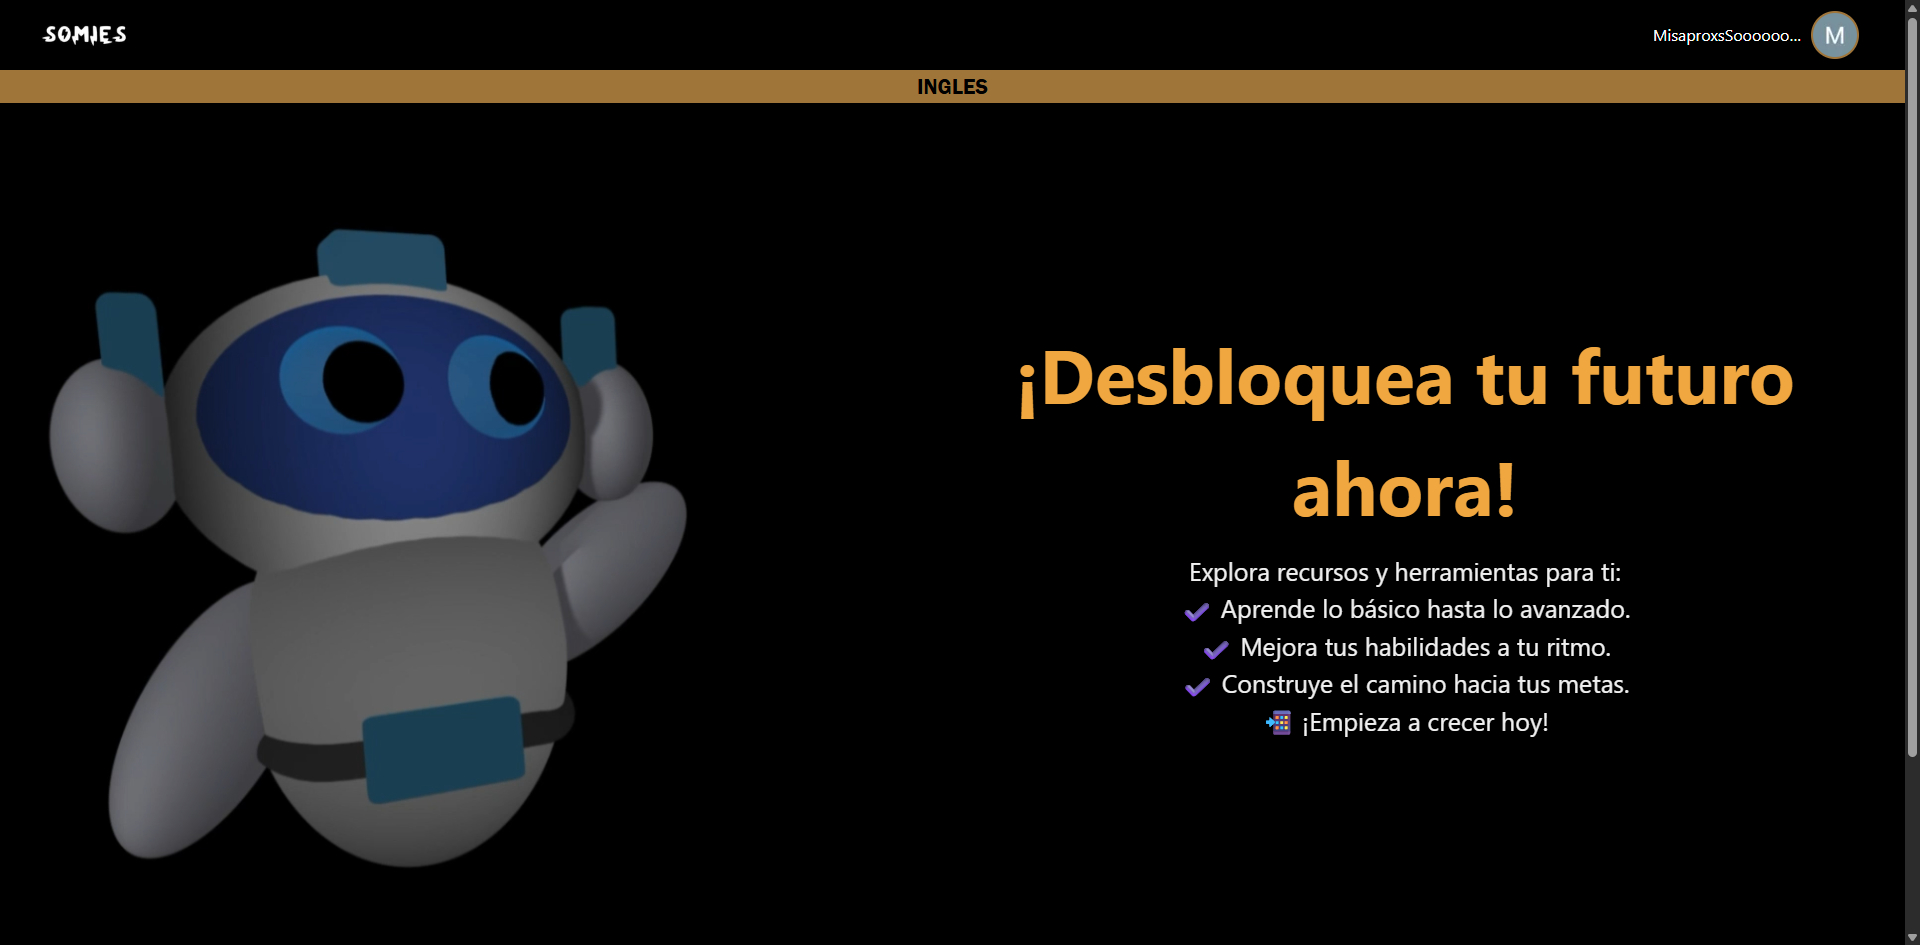 SOMIES
MisaproxsSoooooo...
M
INGLES
¡Desbloquea tu futuro
ahora!
Explora recursos y herramientas para ti:
✔ Aprende lo básico hasta lo avanzado.
✔ Mejora tus habilidades a tu ritmo.
✔ Construye el camino hacia tus metas.
📲 ¡Empieza a crecer hoy!